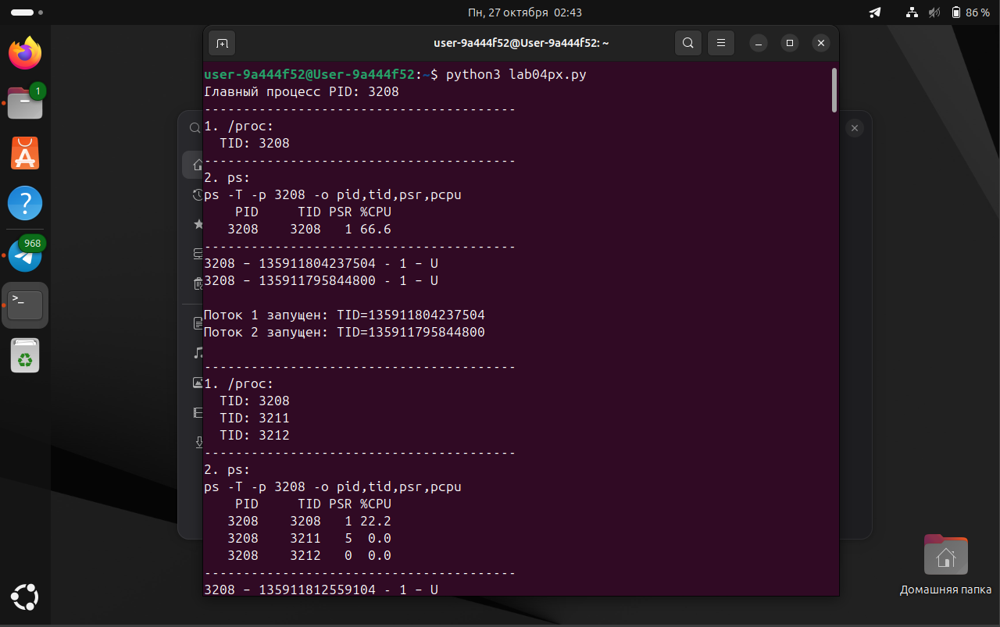 Пн, 27 октября 02:43
86 %
user-9a444f52@User-9a444f52: ~
1
968
user-9a444f52@User-9a444f52:~$ python3 lab04px.py
Главный процесс PID: 3208
----------------------------------------
1. /proc:
  TID: 3208
----------------------------------------
2. ps:
ps -T -p 3208 -o pid,tid,psr,pcpu
    PID     TID PSR %CPU
   3208    3208   1 66.6
----------------------------------------
3208 – 135911804237504 - 1 – U
3208 – 135911795844800 - 1 – U
Поток 1 запущен: TID=135911804237504
Поток 2 запущен: TID=135911795844800
----------------------------------------
1. /proc:
  TID: 3208
  TID: 3211
  TID: 3212
----------------------------------------
2. ps:
ps -T -p 3208 -o pid,tid,psr,pcpu
    PID     TID PSR %CPU
   3208    3208   1 22.2
   3208    3211   5  0.0
   3208    3212   0  0.0
----------------------------------------
3208 – 135911812559104 - 1 – U
Домашняя папка